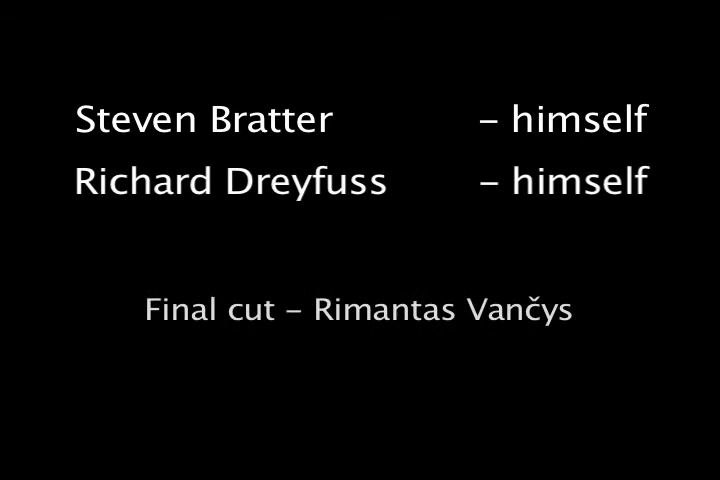 Steven Bratter – himself
Richard Dreyfuss – himself
Final cut – Rimantas Vančys